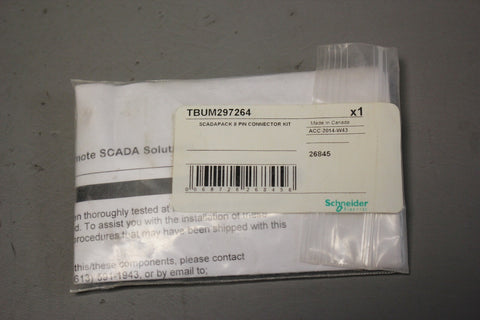 TBUM297264
x1
SCADAPACK 8 PIN CONNECTOR KIT
Made in Canada
ACC-2014-W43
26845
Schneider
Electric
mote SCADA Solut
en thoroughly tested at
d. To assist you with the installation of these
procedures that may have been shipped with this
this/these components, please contact
613) 591-1943, or by email to: